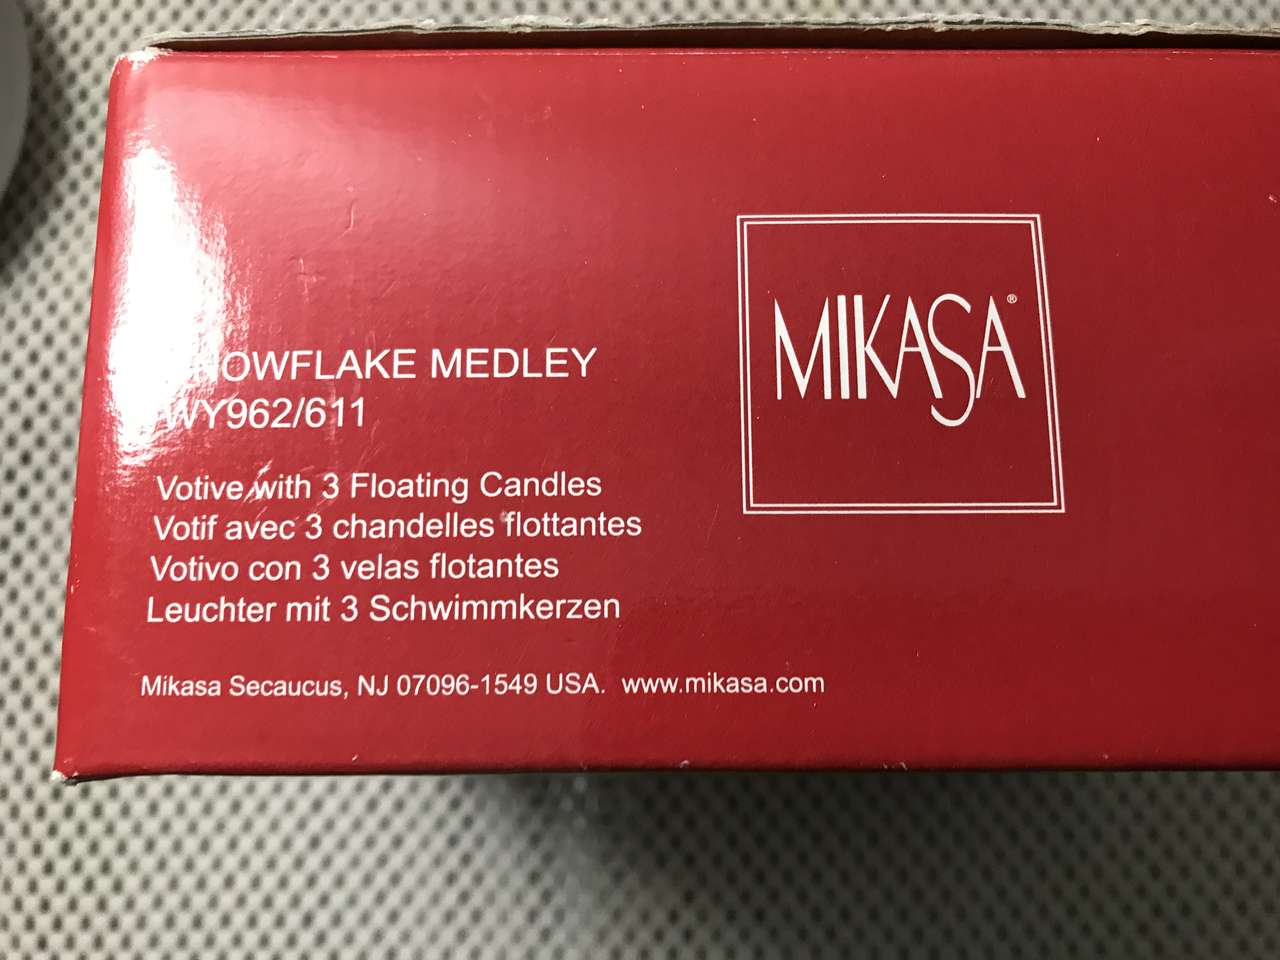 SNOWFLAKE MEDLEY
WY962/611
Votive with 3 Floating Candles
Votif avec 3 chandelles flottantes
Votivo con 3 velas flotantes
Leuchter mit 3 Schwimmkerzen
Mikasa Secaucus, NJ 07096-1549 USA. www.mikasa.com
MIKASA®